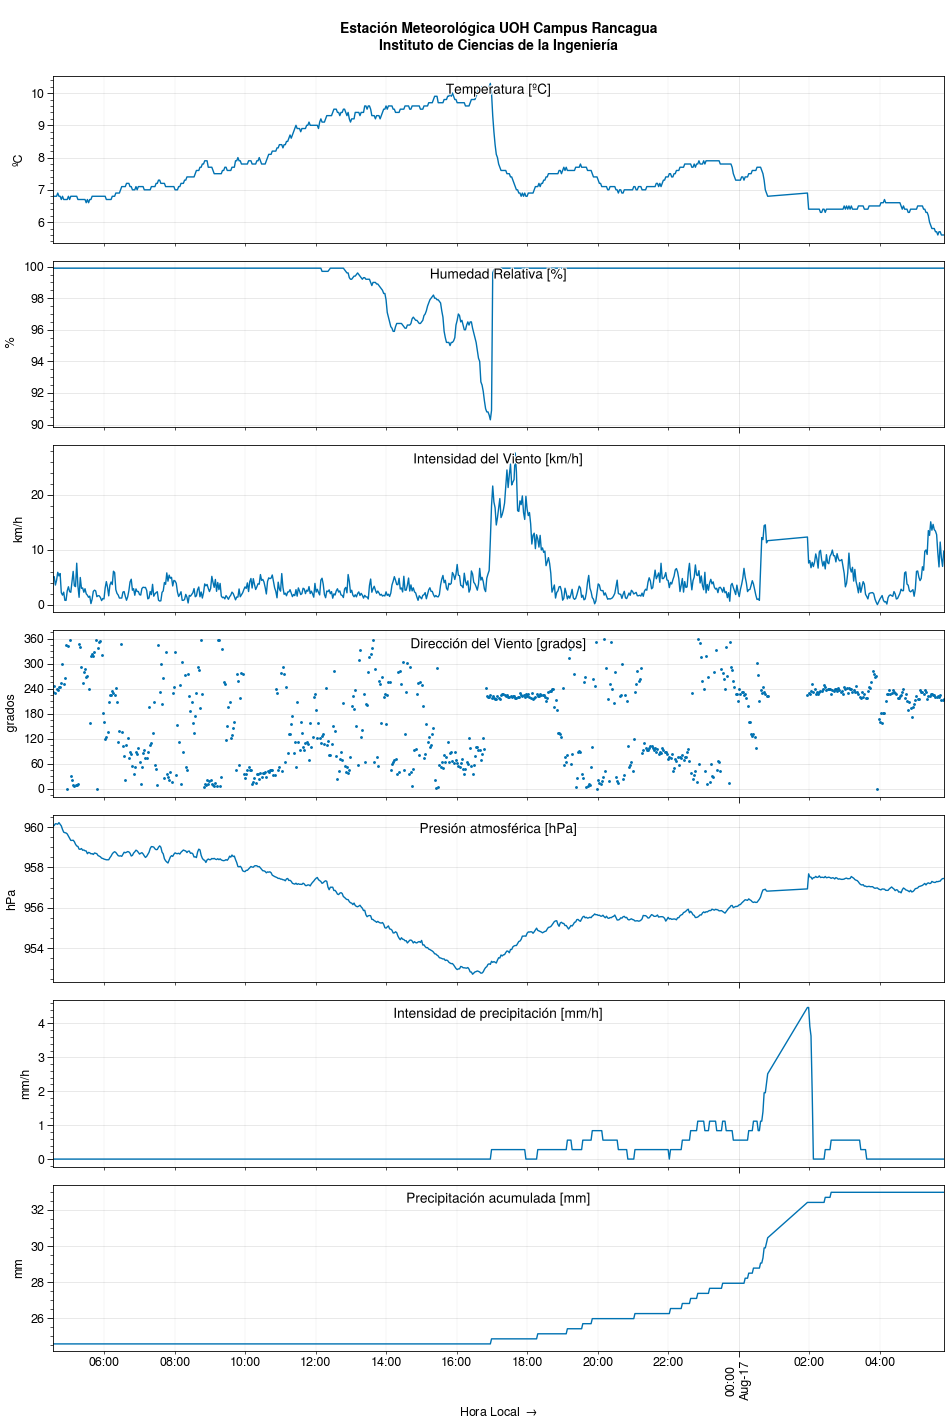 Estación Meteorológica UOH Campus Rancagua
Instituto de Ciencias de la Ingeniería
Temperatura [ºC]
ºC
10
9
8
7
6
Humedad Relativa [%]
%
100
98
96
94
92
90
Intensidad del Viento [km/h]
km/h
20
10
0
Dirección del Viento [grados]
grados
360
300
240
180
120
60
0
Presión atmosférica [hPa]
hPa
960
958
956
954
Intensidad de precipitación [mm/h]
mm/h
4
3
2
1
0
Precipitación acumulada [mm]
mm
32
30
28
26
06:00 08:00 10:00 12:00 14:00 16:00 18:00 20:00 22:00 00:00 02:00 04:00
Aug-17
Hora Local →